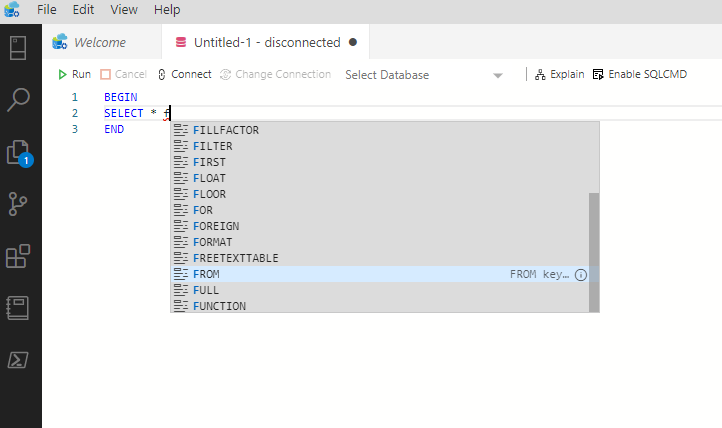 File Edit View Help
Welcome Untitled-1 - disconnected
Run Cancel Connect Change Connection Select Database Explain Enable SQLCMD
1 BEGIN
2 SELECT * f
3 END
FILLFACTOR
FILTER
FIRST
FLOAT
FLOOR
FOR
FOREIGN
FORMAT
FREETEXTTABLE
FROM FROM key…
FULL
FUNCTION
1